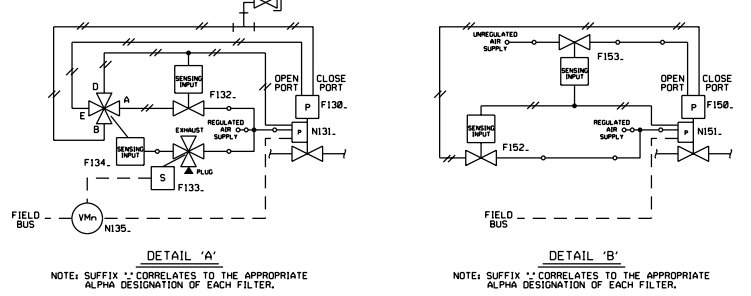 D
A
E
B
SENSING
INPUT
F132_
OPEN
PORT
CLOSE
PORT
P
F130_
EXHAUST
REGULATED
AIR
SUPPLY
P
N131_
SENSING
INPUT
F134_
PLUG
S
F133_
FIELD
BUS
VMn
N135_
DETAIL 'A'
NOTE: SUFFIX '_' CORRELATES TO THE APPROPRIATE
ALPHA DESIGNATION OF EACH FILTER.
UNREGULATED
AIR
SUPPLY
F153_
SENSING
INPUT
OPEN
PORT
CLOSE
PORT
P
F150_
SENSING
INPUT
REGULATED
AIR
SUPPLY
P
N151_
F152_
FIELD
BUS
DETAIL 'B'
NOTE: SUFFIX '_' CORRELATES TO THE APPROPRIATE
ALPHA DESIGNATION OF EACH FILTER.